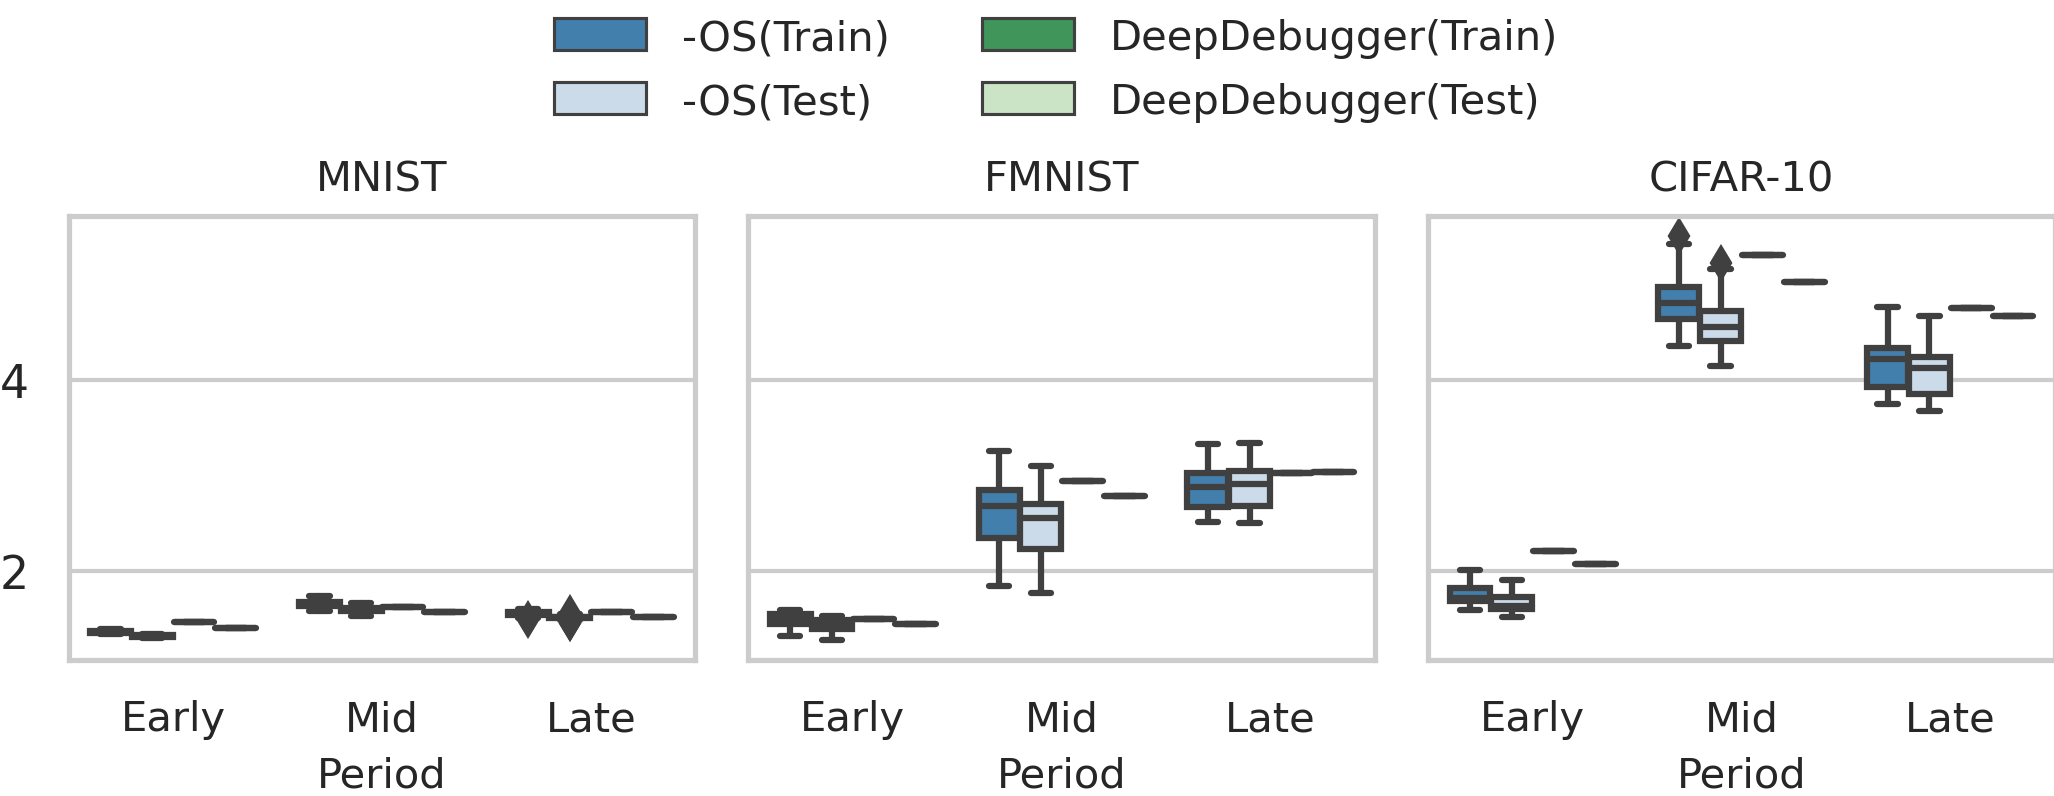 -OS(Train) DeepDebugger(Train)
-OS(Test) DeepDebugger(Test)
MNIST FMNIST CIFAR-10
4
2
Early Mid Late Early Mid Late Early Mid Late
Period Period Period